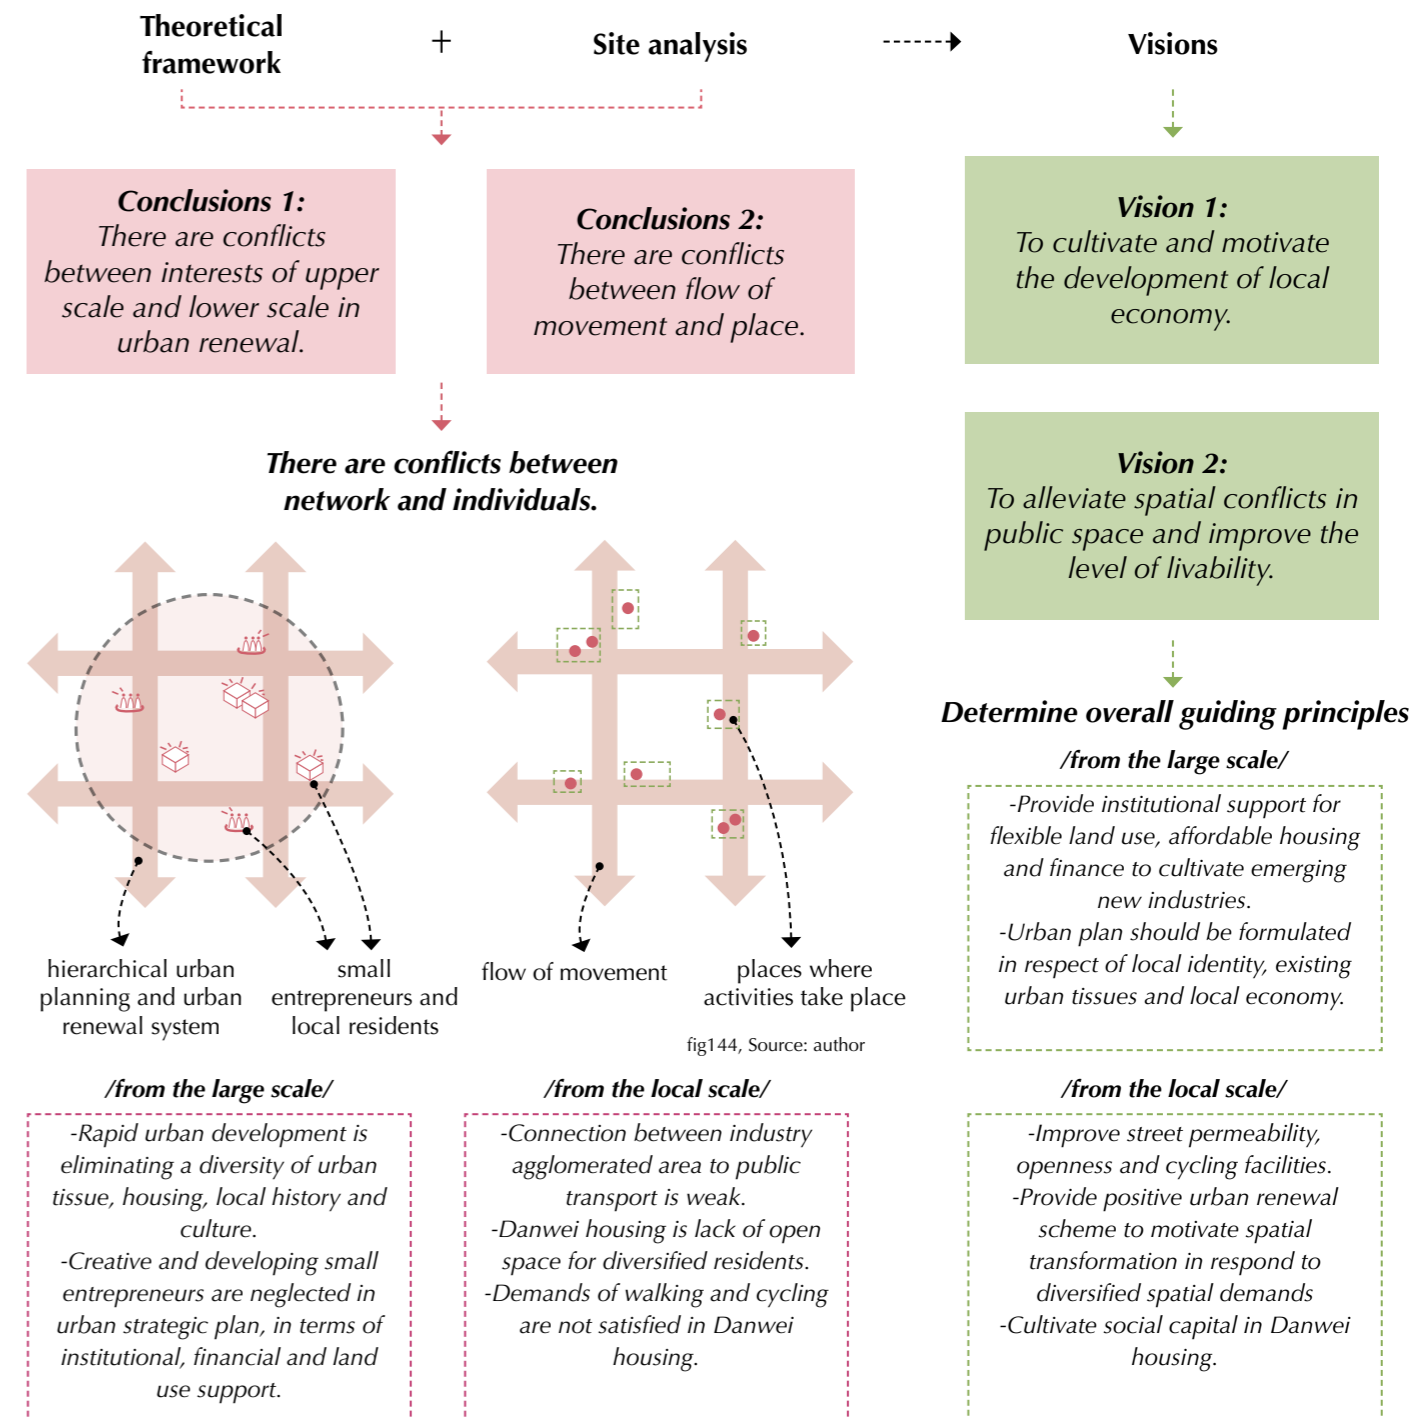 Theoretical
framework
+
Site analysis
Visions
Conclusions 1:
There are conflicts
between interests of upper
scale and lower scale in
urban renewal.
Conclusions 2:
There are conflicts
between flow of
movement and place.
There are conflicts between
network and individuals.
hierarchical urban
planning and urban
renewal system
small
entrepreneurs and
local residents
flow of movement
places where
activities take place
fig144, Source: author
/from the large scale/
-Rapid urban development is
eliminating a diversity of urban
tissue, housing, local history and
culture.
-Creative and developing small
entrepreneurs are neglected in
urban strategic plan, in terms of
institutional, financial and land
use support.
/from the local scale/
-Connection between industry
agglomerated area to public
transport is weak.
-Danwei housing is lack of open
space for diversified residents.
-Demands of walking and cycling
are not satisfied in Danwei
housing.
Vision 1:
To cultivate and motivate
the development of local
economy.
Vision 2:
To alleviate spatial conflicts in
public space and improve the
level of livability.
Determine overall guiding principles
/from the large scale/
-Provide institutional support for
flexible land use, affordable housing
and finance to cultivate emerging
new industries.
-Urban plan should be formulated
in respect of local identity, existing
urban tissues and local economy.
/from the local scale/
-Improve street permeability,
openness and cycling facilities.
-Provide positive urban renewal
scheme to motivate spatial
transformation in respond to
diversified spatial demands
-Cultivate social capital in Danwei
housing.